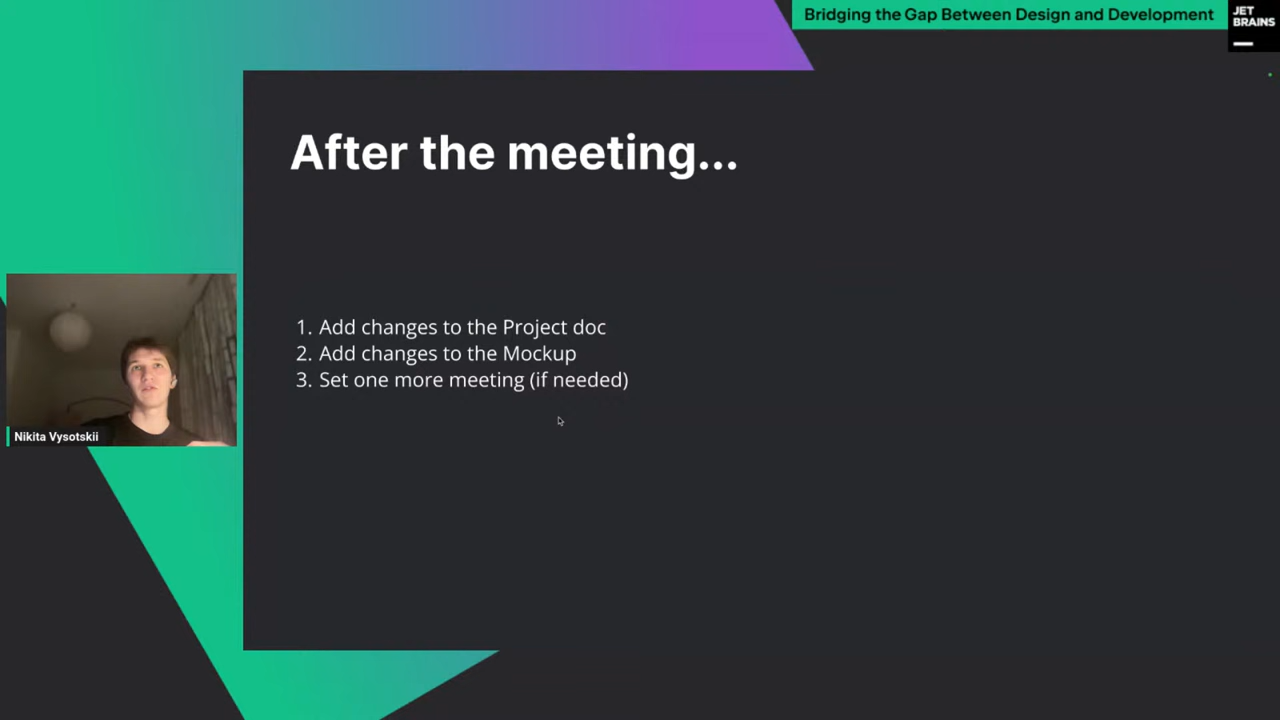 Bridging the Gap Between Design and Development
JET
BRAINS
After the meeting...
1. Add changes to the Project doc
2. Add changes to the Mockup
3. Set one more meeting (if needed)
Nikita Vysotskii